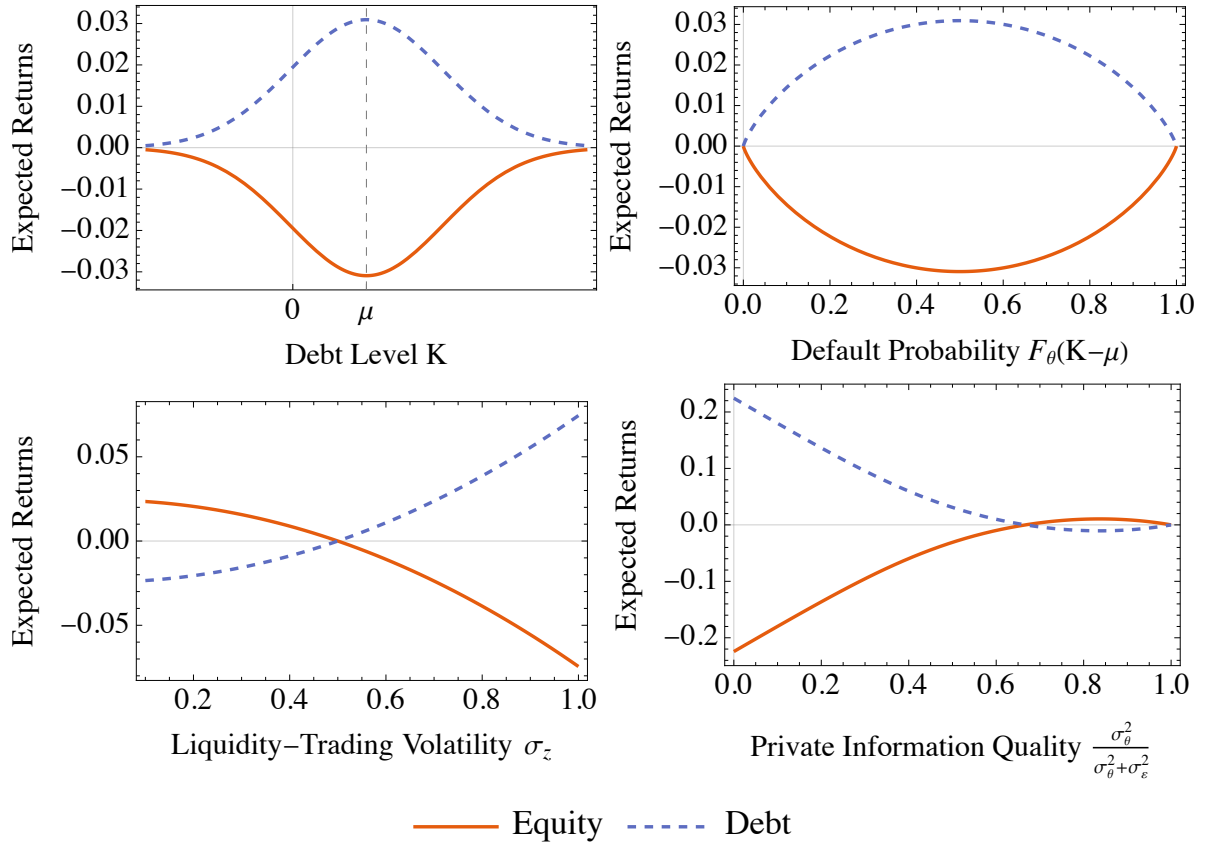 Expected Returns
0.03
0.02
0.01
0.00
−0.01
−0.02
−0.03
0
μ
Debt Level K
Expected Returns
0.03
0.02
0.01
0.00
−0.01
−0.02
−0.03
0.0 0.2 0.4 0.6 0.8 1.0
Default Probability F_θ(K−μ)
Expected Returns
0.05
0.00
−0.05
0.2 0.4 0.6 0.8 1.0
Liquidity−Trading Volatility σ_z
Expected Returns
0.2
0.1
0.0
−0.1
−0.2
0.0 0.2 0.4 0.6 0.8 1.0
Private Information Quality σ_θ^2/(σ_θ^2+σ_ε^2)
Equity Debt